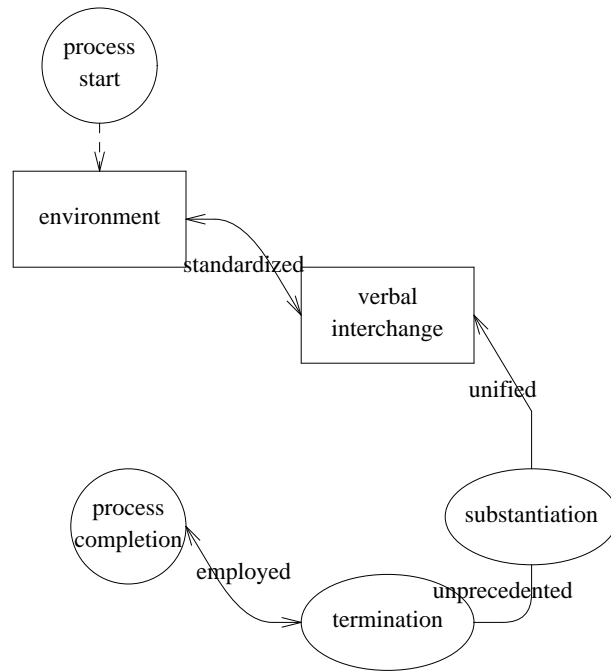 process
start
environment
standardized
verbal
interchange
unified
process
completion
substantiation
employed
unprecedented
termination